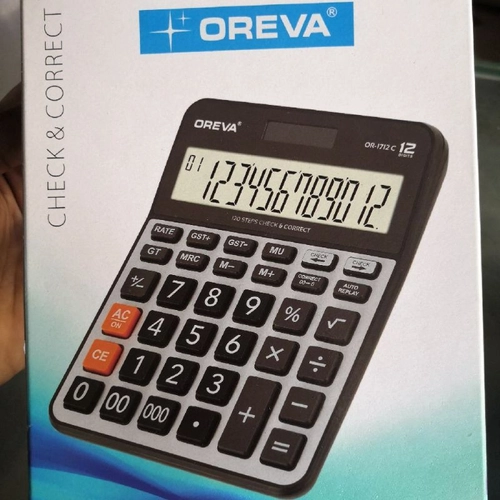 CHECK & CORRECT
OREVA®
OREVA®
OR-1712 C 12 DIGITS
01 123456789012.
120 STEPS CHECK & CORRECT
RATE GST+ GST- MU CHECK CHECK
GT MRC M− M+ CORRECT 00→0 AUTO REPLAY
+/− 7 8 9 % √
AC/ON 4 5 6 × ÷
CE 1 2 3 + −
0 00 000 • =